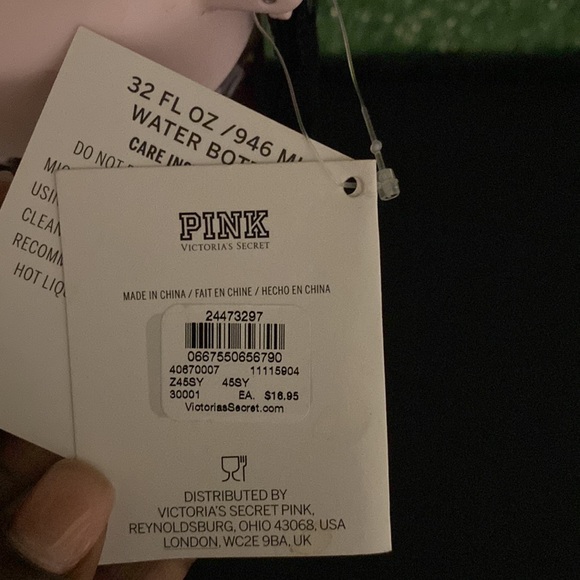 32 FL OZ /946 M
WATER BOT
CARE INS
DO NOT
MIC
USIN
CLEAN
RECOMM
HOT LIQU
PINK
VICTORIA'S SECRET
MADE IN CHINA / FAIT EN CHINE / HECHO EN CHINA
24473297
0667550656790
40670007 11115904
Z45SY 45SY
30001 EA. $16.95
VictoriasSecret.com
DISTRIBUTED BY
VICTORIA'S SECRET PINK,
REYNOLDSBURG, OHIO 43068, USA
LONDON, WC2E 9BA, UK